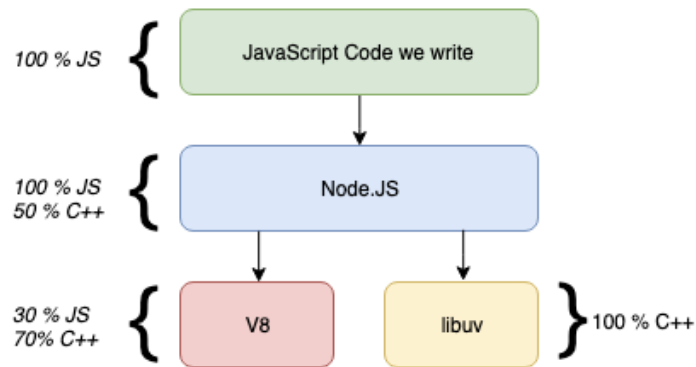 JavaScript Code we write
100 % JS
Node.JS
100 % JS
50 % C++
V8
libuv
30 % JS
70% C++
100 % C++